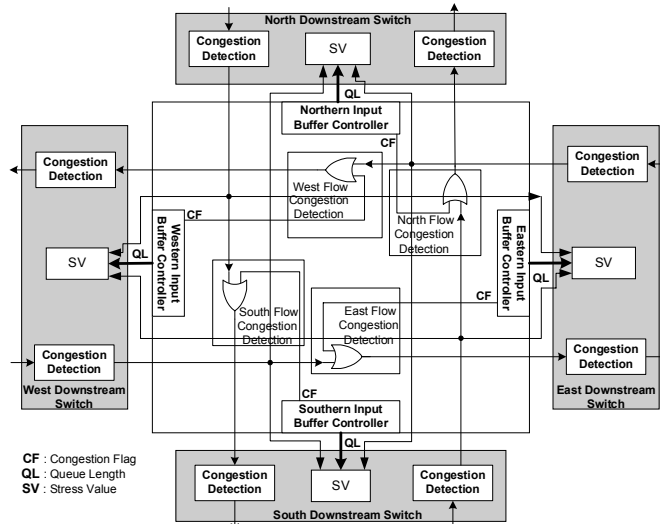 North Downstream Switch
Congestion
Detection
SV
Congestion
Detection
QL
Northern Input
Buffer Controller
CF
Congestion
Detection
West Flow
Congestion
Detection
North Flow
Congestion
Detection
Congestion
Detection
CF
Western Input
Buffer Controller
Eastern Input
Buffer Controller
QL
SV
QL
SV
CF
South Flow
Congestion
Detection
East Flow
Congestion
Detection
Congestion
Detection
Congestion
Detection
West Downstream
Switch
East Downstream
Switch
CF
Southern Input
Buffer Controller
QL
CF : Congestion Flag
QL : Queue Length
SV : Stress Value
Congestion
Detection
SV
Congestion
Detection
South Downstream Switch